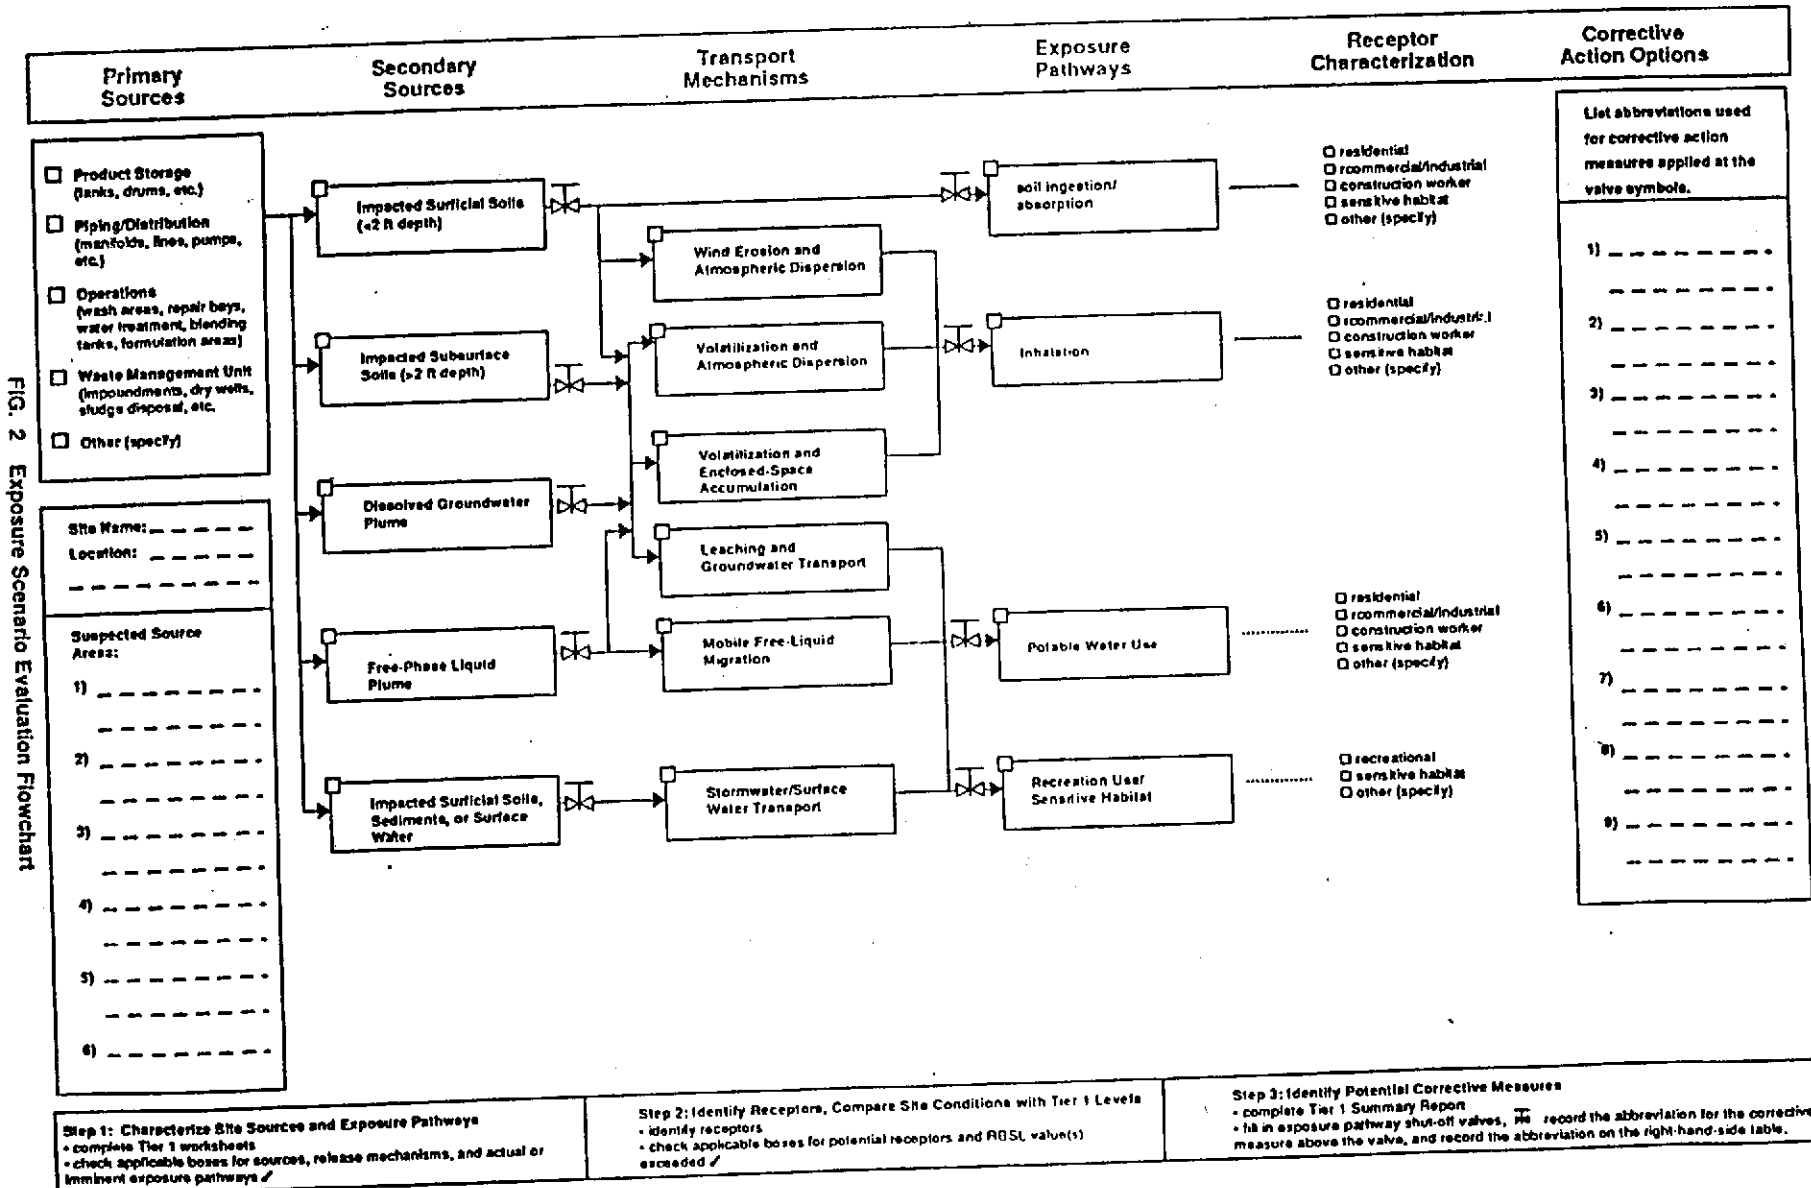 Primary
Sources
Secondary
Sources
Transport
Mechanisms
Exposure
Pathways
Receptor
Characterization
Corrective
Action Options
Product Storage
(tanks, drums, etc.)
Piping/Distribution
(manifolds, lines, pumps,
etc.)
Operations
(wash areas, repair bays,
water treatment, blending
tanks, formulation areas)
Waste Management Unit
(impoundments, dry wells,
sludge disposal, etc.
Other (specify)
Site Name:
Location:
Suspected Source
Areas:
1)
2)
3)
4)
5)
6)
Impacted Surficial Soils
(<2 ft depth)
Impacted Subsurface
Soils (>2 ft depth)
Dissolved Groundwater
Plume
Free-Phase Liquid
Plume
Impacted Surficial Soils,
Sediments, or Surface
Water
Wind Erosion and
Atmospheric Dispersion
Volatilization and
Atmospheric Dispersion
Volatilization and
Enclosed-Space
Accumulation
Leaching and
Groundwater Transport
Mobile Free-Liquid
Migration
Stormwater/Surface
Water Transport
soil ingestion/
absorption
Inhalation
Potable Water Use
Recreation Use/
Sensitive Habitat
residential
rcommercial/industrial
construction worker
sensitive habitat
other (specify)
residential
rcommercial/industrial
construction worker
sensitive habitat
other (specify)
residential
rcommercial/industrial
construction worker
sensitive habitat
other (specify)
recreational
sensitive habitat
other (specify)
List abbreviations used
for corrective action
measures applied at the
valve symbols.
1)
2)
3)
4)
5)
6)
7)
8)
9)
FIG. 2 Exposure Scenario Evaluation Flowchart
Step 1: Characterize Site Sources and Exposure Pathways
• complete Tier 1 worksheets
• check applicable boxes for sources, release mechanisms, and actual or
imminent exposure pathways ✓
Step 2: Identify Receptors, Compare Site Conditions with Tier 1 Levels
• identify receptors
• check applicable boxes for potential receptors and RBSL value(s)
exceeded ✓
Step 3: Identify Potential Corrective Measures
• complete Tier 1 Summary Report
• fill in exposure pathway shut-off valves, record the abbreviation for the corrective
measure above the valve, and record the abbreviation on the right-hand-side table.